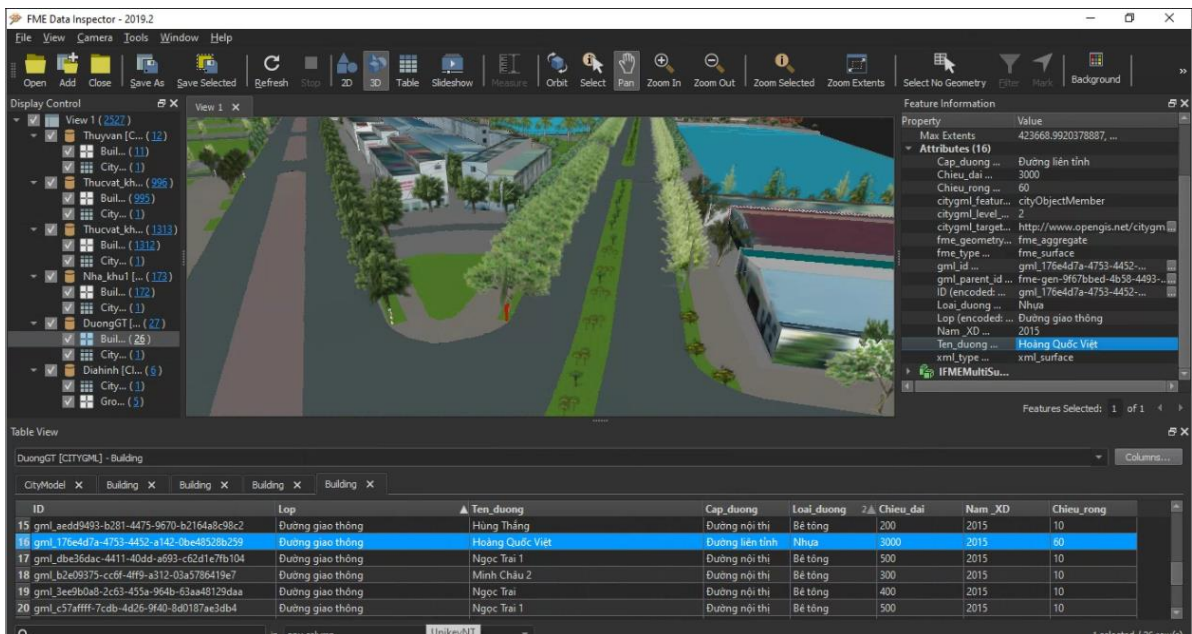 FME Data Inspector - 2019.2
File View Camera Tools Window Help
Open Add Close Save As Save Selected Refresh Stop 2D 3D Table Slideshow Measure Orbit Select Pan Zoom In Zoom Out Zoom Selected Zoom Extents Select No Geometry Filter Mark Background »
Display Control
View 1 (2527)
Thuyvan [C... (12)
Buil... (11)
City... (1)
Thucvat_kh... (996)
Buil... (995)
City... (1)
Thucvat_kh... (1313)
Buil... (1312)
City... (1)
Nha_khu1 [... (173)
Buil... (172)
City... (1)
DuongGT [... (27)
Buil... (26)
City... (1)
Diahinh [CI... (6)
City... (1)
Gro... (5)
View 1
Feature Information
Property Value
Max Extents 423668.9920378887, ...
Attributes (16)
Cap_duong ... Đường liên tỉnh
Chieu_dai ... 3000
Chieu_rong ... 60
citygml_featur... cityObjectMember
citygml_level_... 2
citygml_target... http://www.opengis.net/citygm
fme_geometry... fme_aggregate
fme_type ... fme_surface
gml_id ... gml_176e4d7a-4753-4452-...
gml_parent_id ... fme-gen-9f67bbed-4b58-4493-...
ID (encoded: ... gml_176e4d7a-4753-4452-...
Loai_duong ... Nhựa
Lop (encoded: ... Đường giao thông
Nam _XD ... 2015
Ten_duong ... Hoàng Quốc Việt
xml_type ... xml_surface
IFMEMultiSu...
Features Selected: 1 of 1
Table View
DuongGT [CITYGML] - Building
Columns...
CityModel Building Building Building Building
ID Lop Ten_duong Cap_duong Loai_duong 2 Chieu_dai Nam _XD Chieu_rong
15 gml_aedd9493-b281-4475-9670-b2164a8c98c2 Đường giao thông Hùng Thắng Đường nội thị Bê tông 200 2015 10
16 gml_176e4d7a-4753-4452-a142-0be48528b259 Đường giao thông Hoàng Quốc Việt Đường liên tỉnh Nhựa 3000 2015 60
17 gml_dbe36dac-4411-40dd-a693-c62d1e7fb104 Đường giao thông Ngọc Trai 1 Đường nội thị Bê tông 500 2015 10
18 gml_b2e09375-cc6f-4ff9-a312-03a5786419e7 Đường giao thông Minh Châu 2 Đường nội thị Bê tông 300 2015 10
19 gml_3ee9b0a8-2c63-455a-964b-63aa48129daa Đường giao thông Ngọc Trai Đường nội thị Bê tông 400 2015 10
20 gml_c57affff-7cdb-4d26-9f40-8d0187ae3db4 Đường giao thông Ngọc Trai 1 Đường nội thị Bê tông 500 2015 10
UnikeyNT